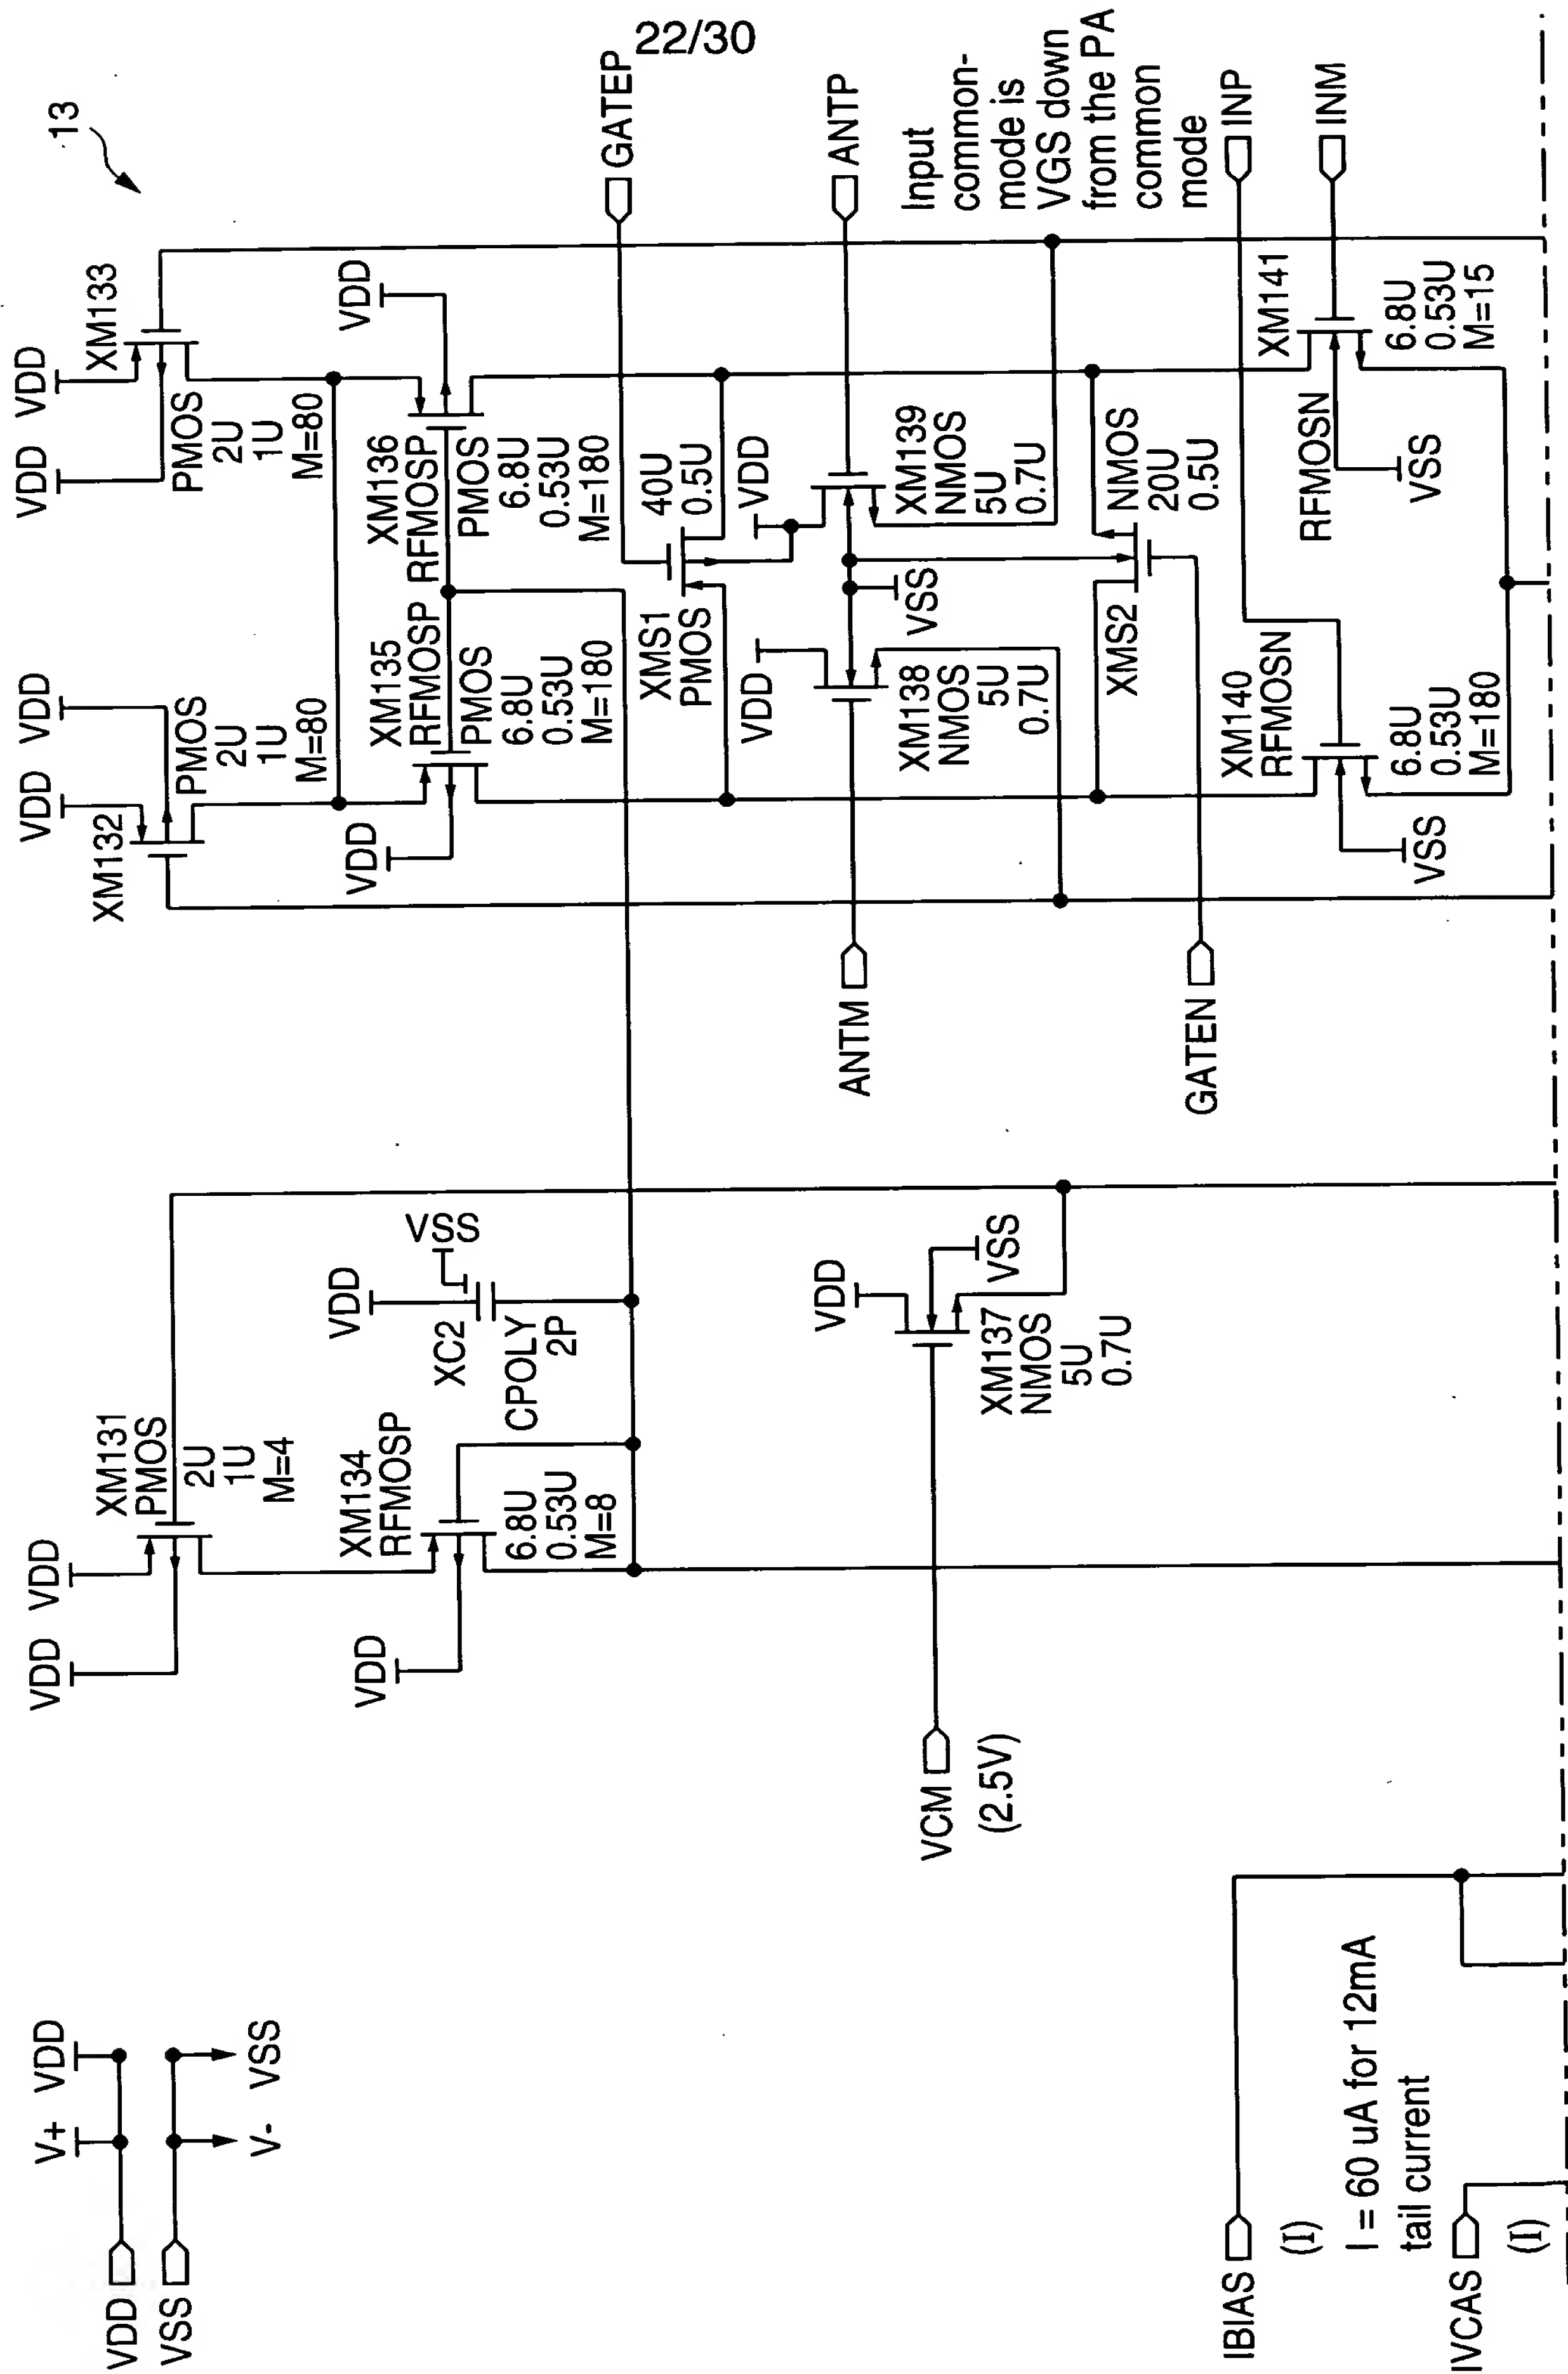 22/30
13
VDD
VSS
V+
VDD
V-
VSS
VDD
VDD
XM131
PMOS
2U
1U
M=4
VDD
XM134
RFMOSP
6.8U
0.53U
M=8
VDD
VSS
XC2
CPOLY
2P
VDD
VDD
XM132
PMOS
2U
1U
M=80
VDD
VDD
XM133
PMOS
2U
1U
M=80
VDD
XM135
RFMOSP
PMOS
6.8U
0.53U
M=180
VDD
XM136
RFMOSP
PMOS
6.8U
0.53U
M=180
GATEP
XMS1
PMOS
40U
0.5U
VDD
VCM
(2.5V)
VDD
VSS
XM137
NMOS
5U
0.7U
ANTM
VDD
XM138
NMOS
5U
0.7U
VSS
VDD
XM139
NMOS
5U
0.7U
ANTP
Input
common-
mode is
VGS down
from the PA
common
mode
GATEN
XMS2
NMOS
20U
0.5U
INP
INM
XM140
RFMOSN
6.8U
0.53U
M=180
VSS
XM141
RFMOSN
6.8U
0.53U
M=15
VSS
IBIAS
(I)
I = 60 uA for 12mA
tail current
IVCAS
(I)